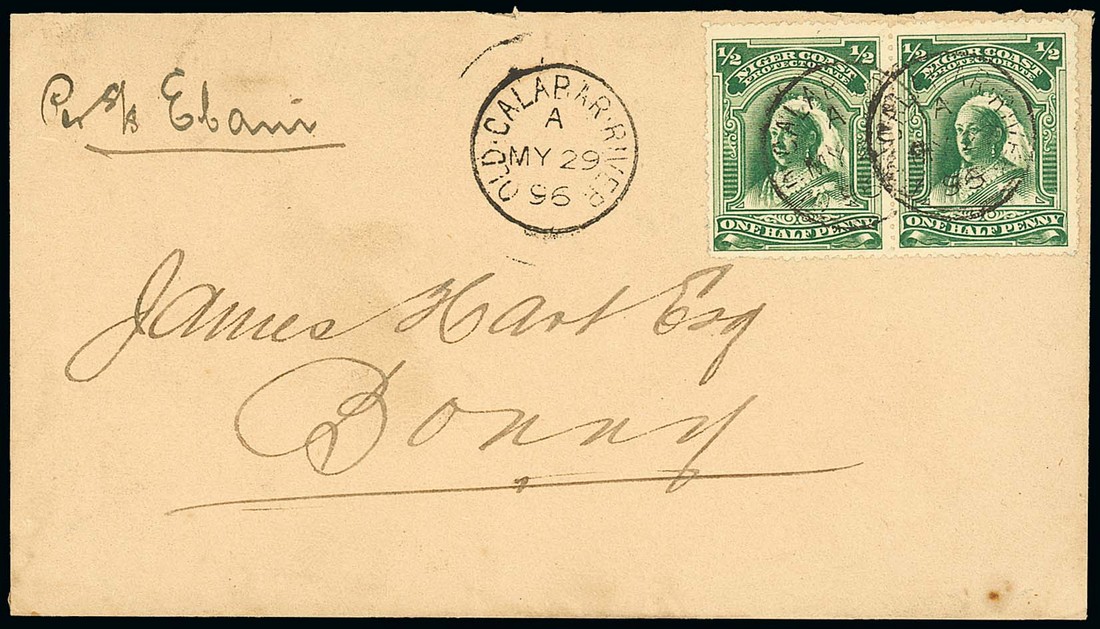 Per S/s Ebani
OLD·CALABAR·RIVER
A
MY 29
96
1/2 1/2
NIGER COAST
PROTECTORATE
ONE HALF PENNY
1/2 1/2
NIGER COAST
PROTECTORATE
ONE HALF PENNY
James Hart Esq
Bonny